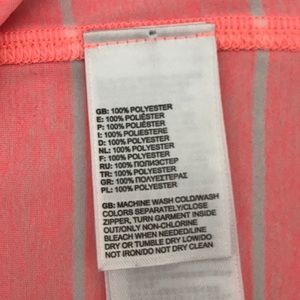 GB: 100% POLYESTER
E: 100% POLIÉSTER
P: 100% POLIÉSTER
I: 100% POLIESTERE
D: 100% POLYESTER
NL: 100% POLYESTER
F: 100% POLYESTER
RU: 100% ПОЛИЭСТЕР
TR: 100% POLYESTER
GR: 100% ΠΟΛΥΕΣΤΕΡΑΣ
PL: 100% POLYESTER
GB: MACHINE WASH COLD/WASH
COLORS SEPARATELY/CLOSE
ZIPPER, TURN GARMENT INSIDE
OUT/ONLY NON-CHLORINE
BLEACH WHEN NEEDED/LINE
DRY OR TUMBLE DRY LOW/DO
NOT IRON/DO NOT DRY CLEAN